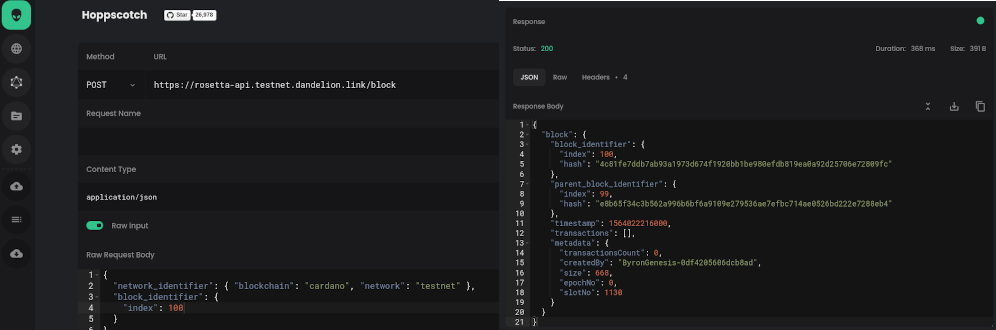 Hoppscotch
Star 26,978
Method URL
POST https://rosetta-api.testnet.dandelion.link/block
Request Name
Content Type
application/json
Raw Input
Raw Request Body
1 {
2 "network_identifier": { "blockchain": "cardano", "network": "testnet" },
3 "block_identifier": {
4 "index": 100
5 }
6 }
Response
Status: 200 Duration: 368 ms Size: 391 B
JSON Raw Headers • 4
Response Body
1 {
2 "block": {
3 "block_identifier": {
4 "index": 100,
5 "hash": "4c81fe7ddb7ab93a1973d674f1920bb1be980efdb819ea0a92d25706e72809fc"
6 },
7 "parent_block_identifier": {
8 "index": 99,
9 "hash": "e8b65f34c3b562a996b6bf6a9109e279536ae7efbc714ae0526bd222e7288eb4"
10 },
11 "timestamp": 1564022216000,
12 "transactions": [],
13 "metadata": {
14 "transactionsCount": 0,
15 "createdBy": "ByronGenesis-0df4205606dcb8ad",
16 "size": 668,
17 "epochNo": 0,
18 "slotNo": 1130
19 }
20 }
21 }